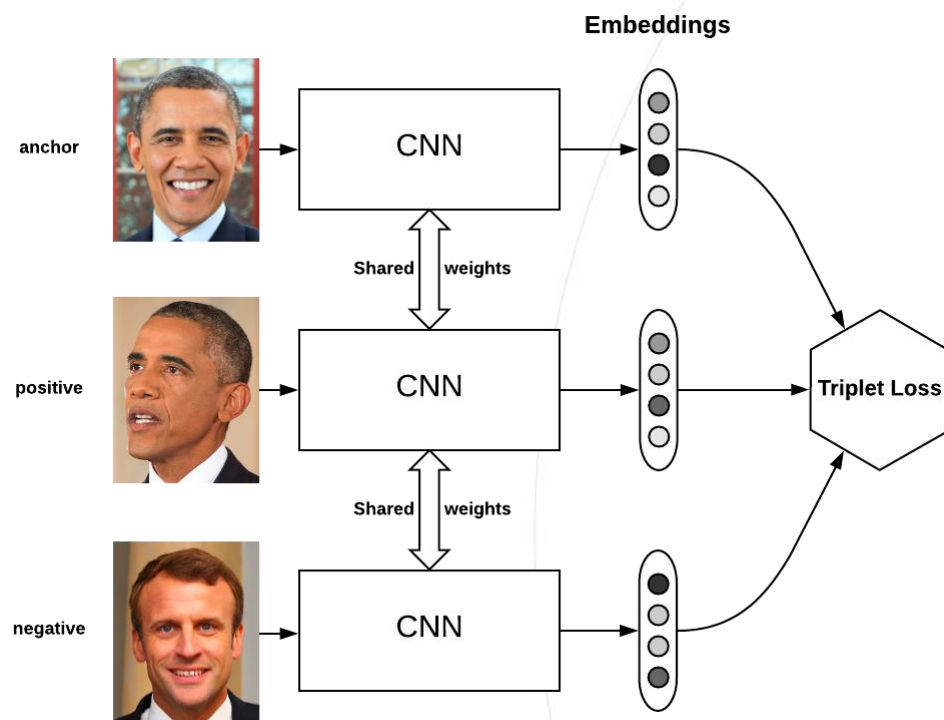 Embeddings
anchor
CNN
Shared weights
positive
CNN
Triplet Loss
Shared weights
negative
CNN